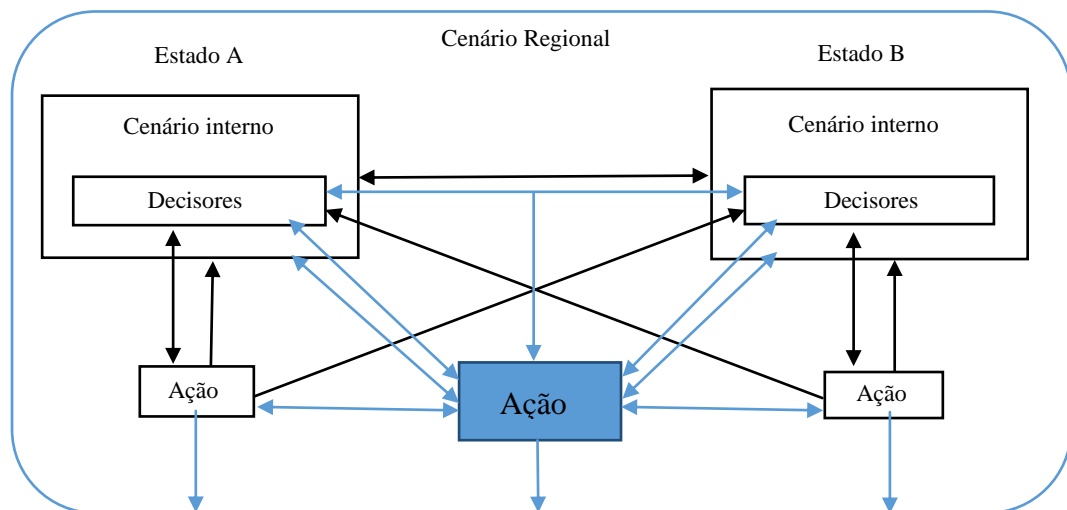 Cenário Regional
Estado A
Estado B
Cenário interno
Cenário interno
Decisores
Decisores
Ação
Ação
Ação